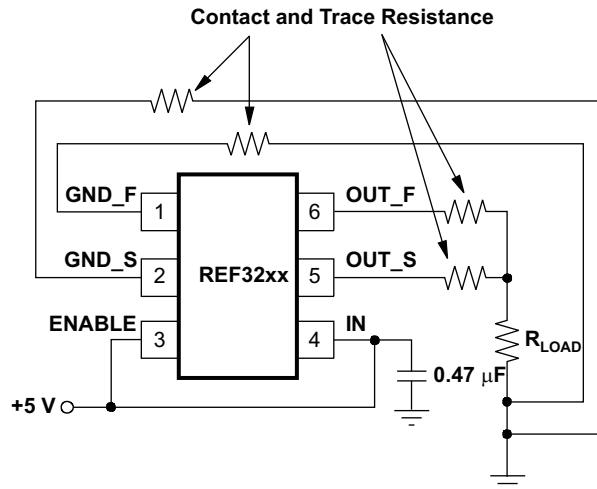 Contact and Trace Resistance
GND_F
1
6
OUT_F
GND_S
2
REF32xx
5
OUT_S
ENABLE
3
4
IN
R_LOAD
0.47 μF
+5 V